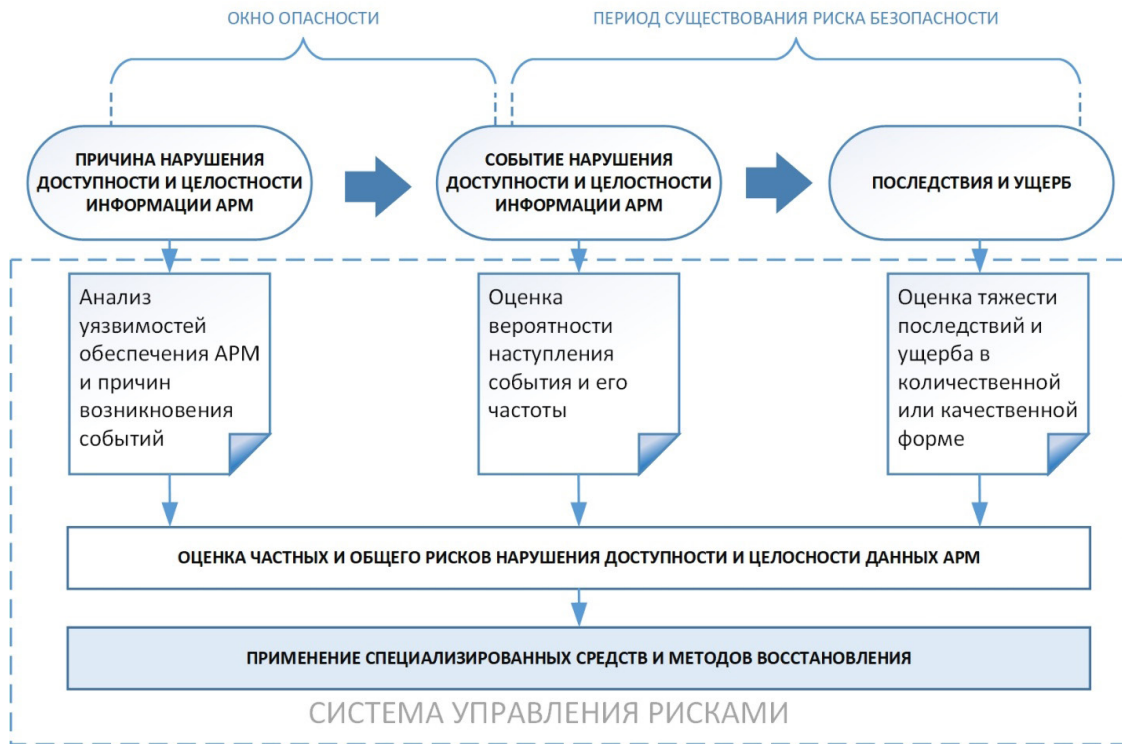 ОКНО ОПАСНОСТИ
ПЕРИОД СУЩЕСТВОВАНИЯ РИСКА БЕЗОПАСНОСТИ
ПРИЧИНА НАРУШЕНИЯ
ДОСТУПНОСТИ И ЦЕЛОСТНОСТИ
ИНФОРМАЦИИ АРМ
СОБЫТИЕ НАРУШЕНИЯ
ДОСТУПНОСТИ И ЦЕЛОСТНОСТИ
ИНФОРМАЦИИ АРМ
ПОСЛЕДСТВИЯ И УЩЕРБ
Анализ
уязвимостей
обеспечения АРМ
и причин
возникновения
событий
Оценка
вероятности
наступления
события и его
частоты
Оценка тяжести
последствий и
ущерба в
количественной
или качественной
форме
ОЦЕНКА ЧАСТНЫХ И ОБЩЕГО РИСКОВ НАРУШЕНИЯ ДОСТУПНОСТИ И ЦЕЛОСНОСТИ ДАННЫХ АРМ
ПРИМЕНЕНИЕ СПЕЦИАЛИЗИРОВАННЫХ СРЕДСТВ И МЕТОДОВ ВОССТАНОВЛЕНИЯ
СИСТЕМА УПРАВЛЕНИЯ РИСКАМИ